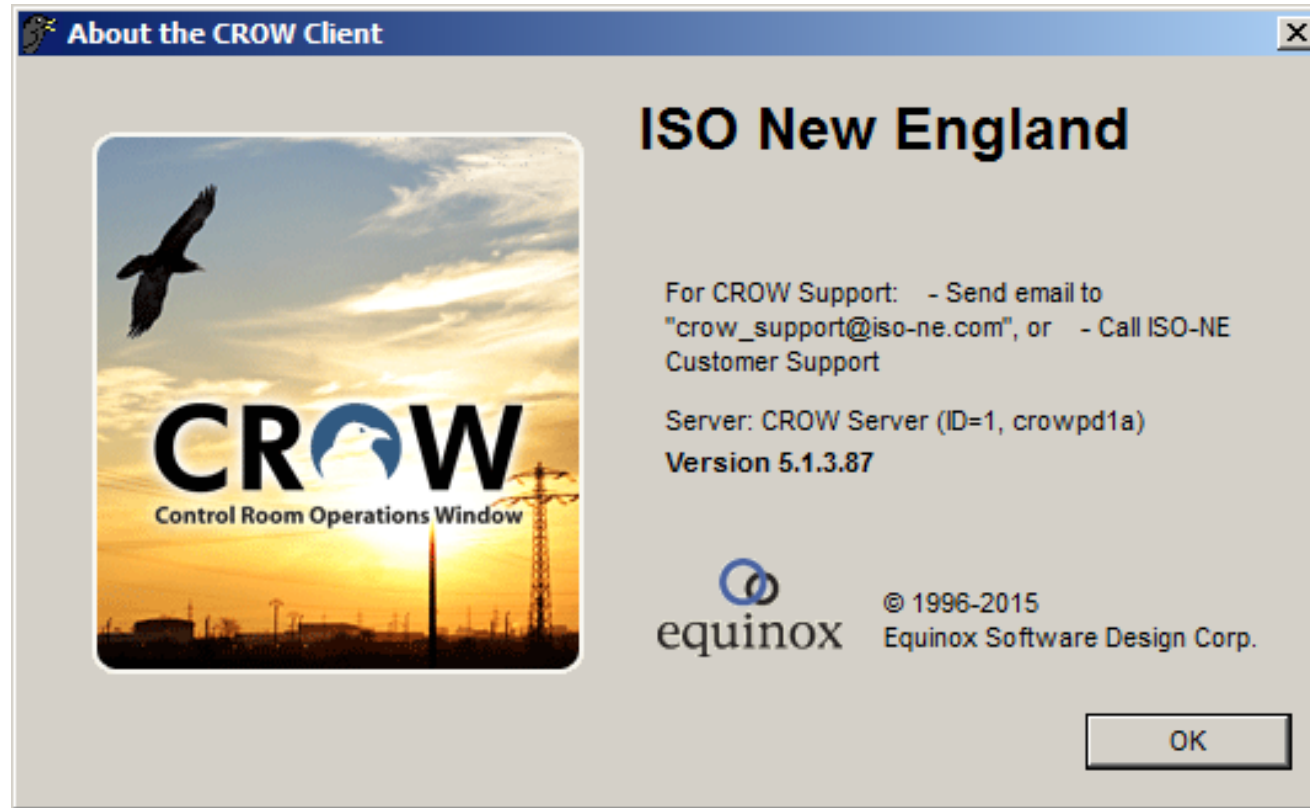 About the CROW Client
ISO New England
For CROW Support:   - Send email to
"crow_support@iso-ne.com", or   - Call ISO-NE
Customer Support
Server: CROW Server (ID=1, crowpd1a)
Version 5.1.3.87
CROW
Control Room Operations Window
equinox
© 1996-2015
Equinox Software Design Corp.
OK